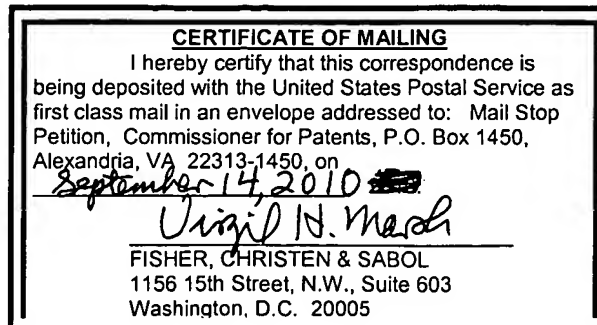 CERTIFICATE OF MAILING
I hereby certify that this correspondence is
being deposited with the United States Postal Service as
first class mail in an envelope addressed to: Mail Stop
Petition, Commissioner for Patents, P.O. Box 1450,
Alexandria, VA 22313-1450, on
September 14, 2010
Virgil H. Marsh
FISHER, CHRISTEN & SABOL
1156 15th Street, N.W., Suite 603
Washington, D.C. 20005